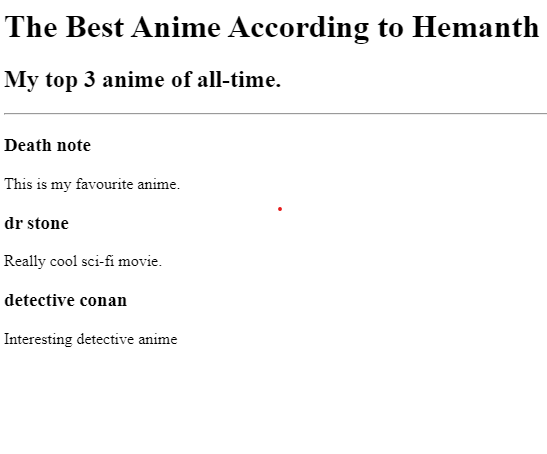 The Best Anime According to Hemanth
My top 3 anime of all-time.
Death note
This is my favourite anime.
dr stone
Really cool sci-fi movie.
detective conan
Interesting detective anime